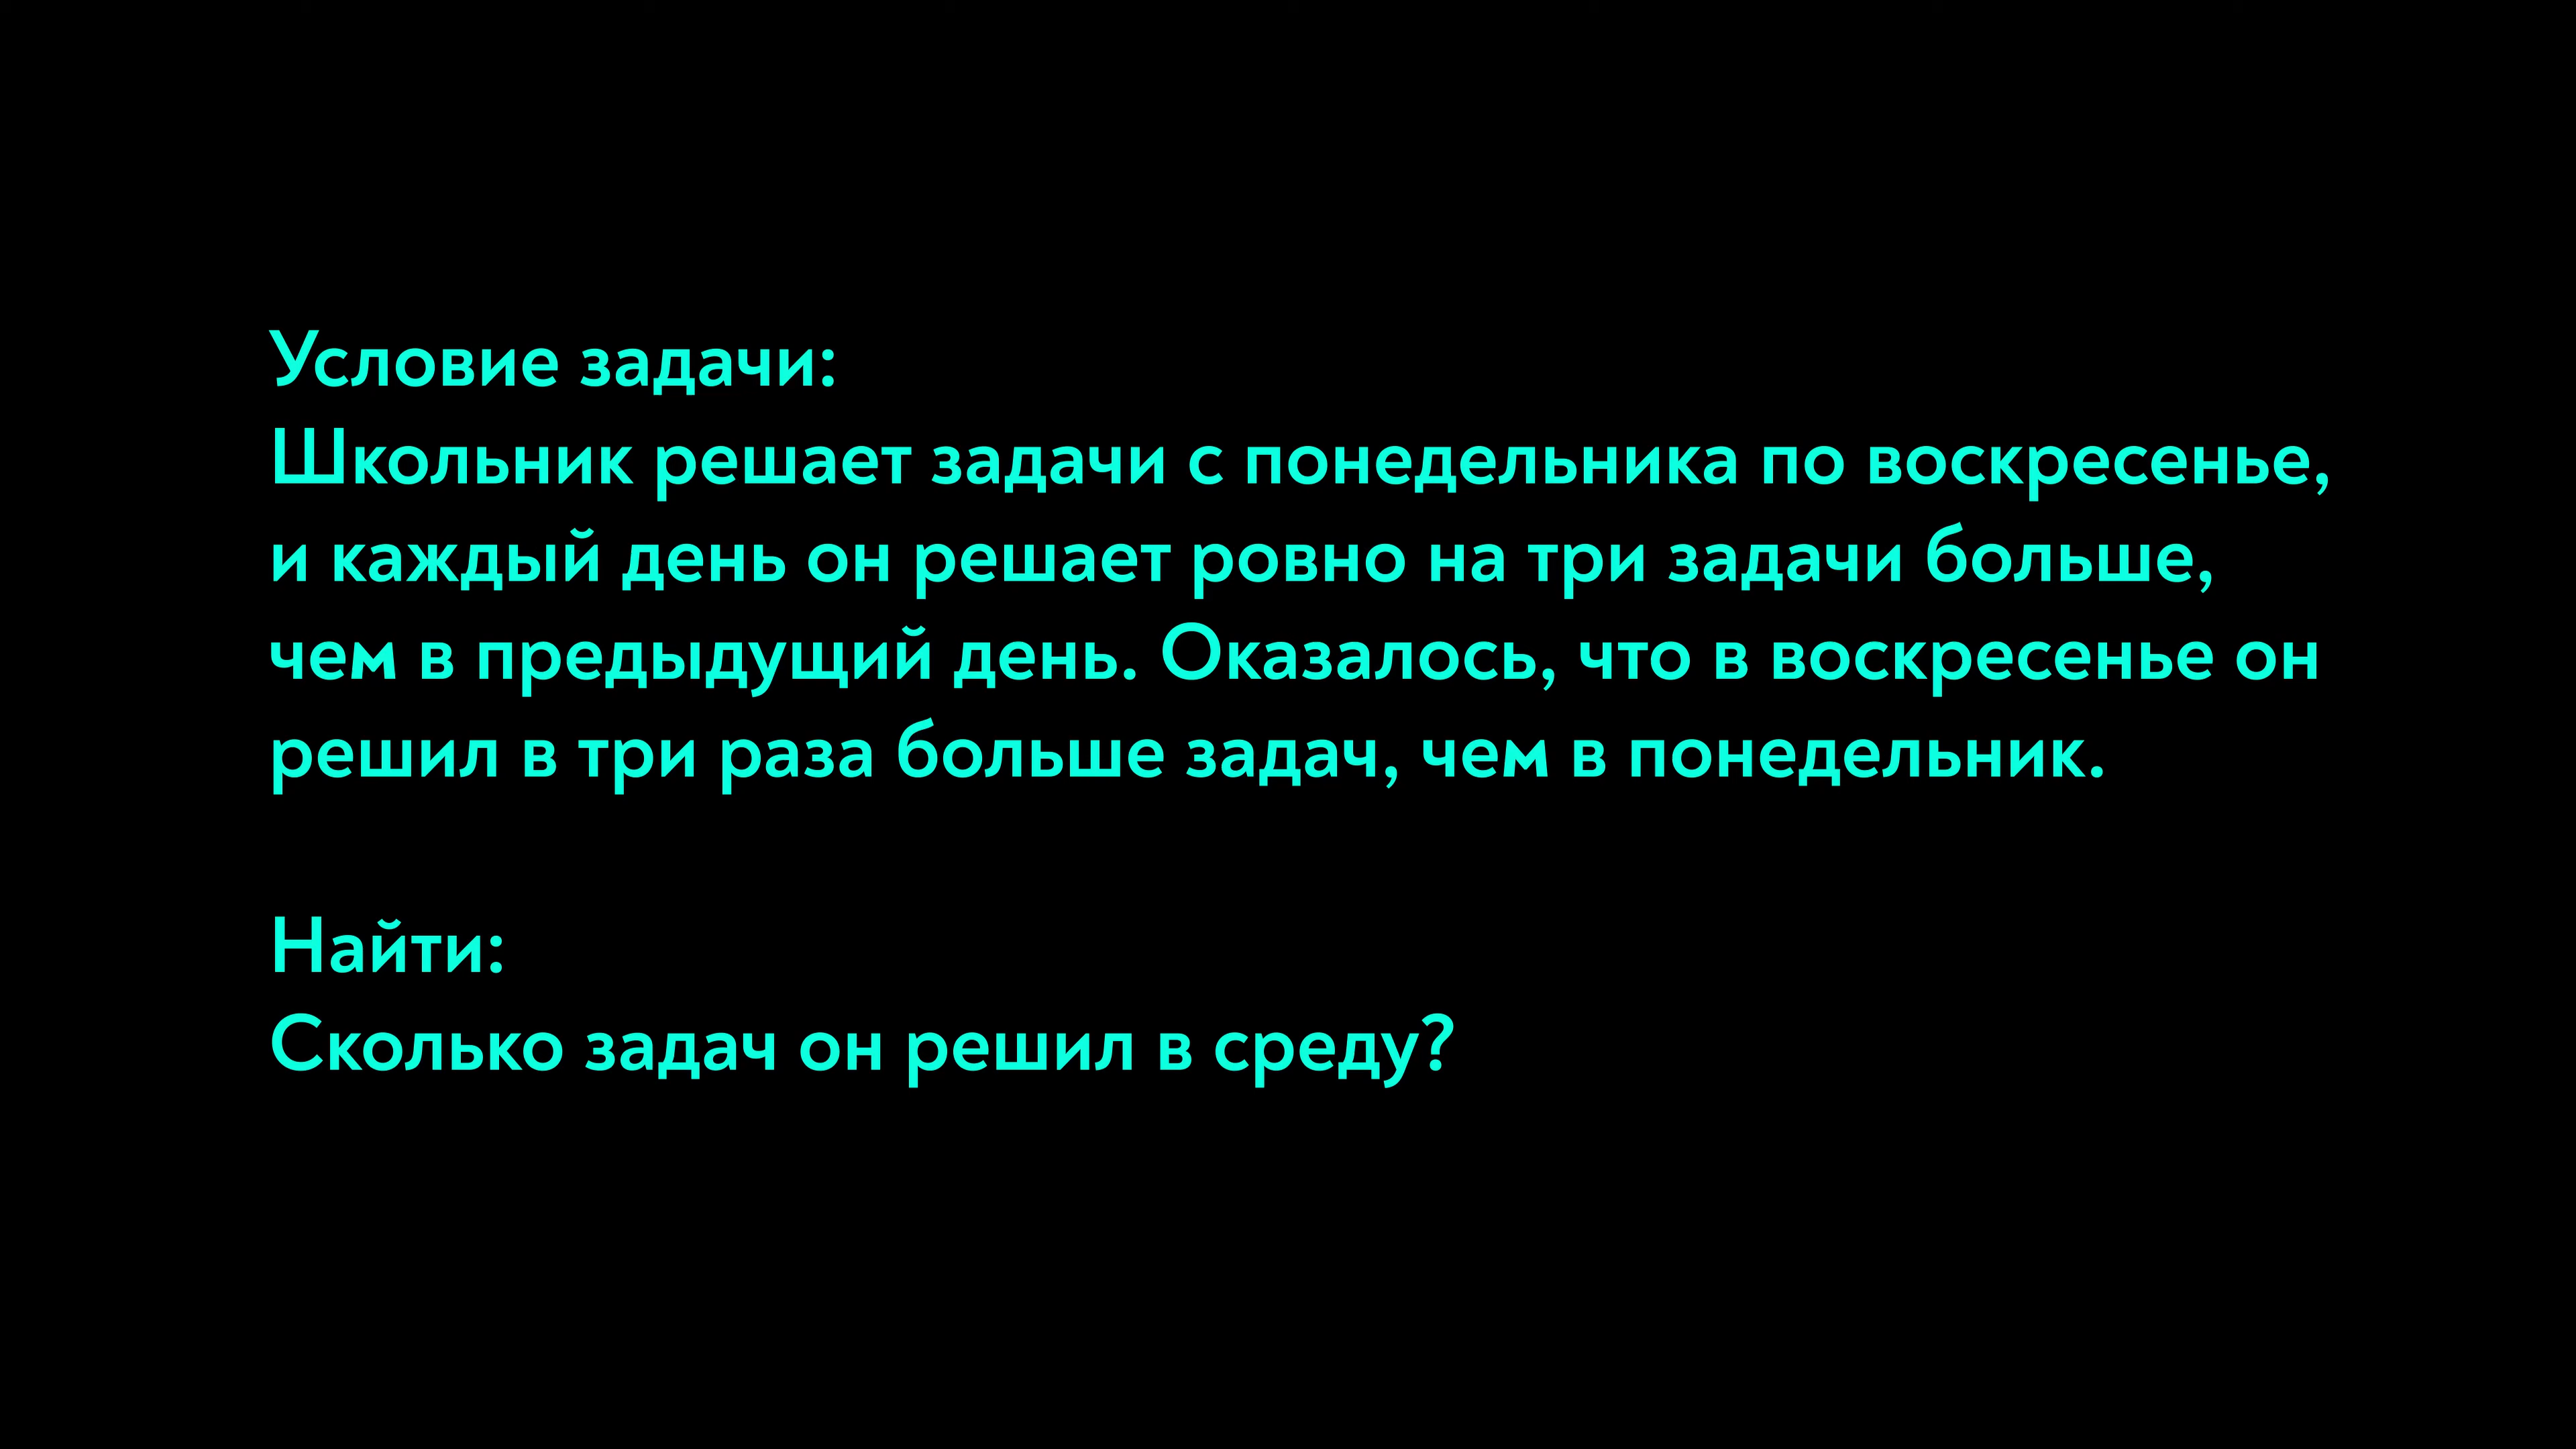 Условие задачи:
Школьник решает задачи с понедельника по воскресенье,
и каждый день он решает ровно на три задачи больше,
чем в предыдущий день. Оказалось, что в воскресенье он
решил в три раза больше задач, чем в понедельник.
Найти:
Сколько задач он решил в среду?